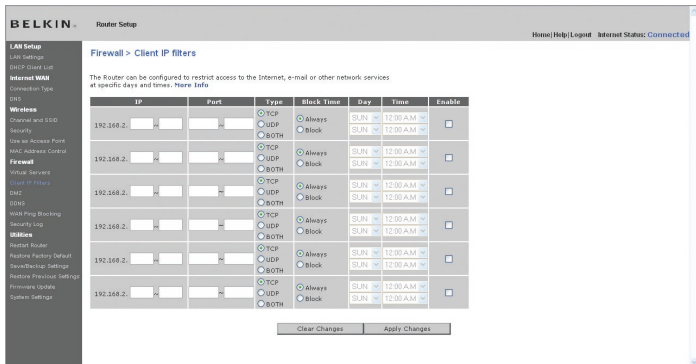 BELKIN
Router Setup
Home|Help|Logout Internet Status: Connected
LAN Setup
LAN Settings
DHCP Client List
Internet WAN
Connection Type
DNS
Wireless
Channel and SSID
Security
Use as Access Point
MAC Address Control
Firewall
Virtual Servers
Client IP Filters
DMZ
DDNS
WAN Ping Blocking
Security Log
Utilities
Restart Router
Restore Factory Default
Save/Backup Settings
Restore Previous Settings
Firmware Update
System Settings
Firewall > Client IP filters
The Router can be configured to restrict access to the Internet, e-mail or other network services
at specific days and times. More Info
IP Port Type Block Time Day Time Enable
192.168.2. ~ ~ TCP UDP BOTH Always Block SUN 12:00 A.M SUN 12:00 A.M
192.168.2. ~ ~ TCP UDP BOTH Always Block SUN 12:00 A.M SUN 12:00 A.M
192.168.2. ~ ~ TCP UDP BOTH Always Block SUN 12:00 A.M SUN 12:00 A.M
192.168.2. ~ ~ TCP UDP BOTH Always Block SUN 12:00 A.M SUN 12:00 A.M
192.168.2. ~ ~ TCP UDP BOTH Always Block SUN 12:00 A.M SUN 12:00 A.M
192.168.2. ~ ~ TCP UDP BOTH Always Block SUN 12:00 A.M SUN 12:00 A.M
Clear Changes Apply Changes